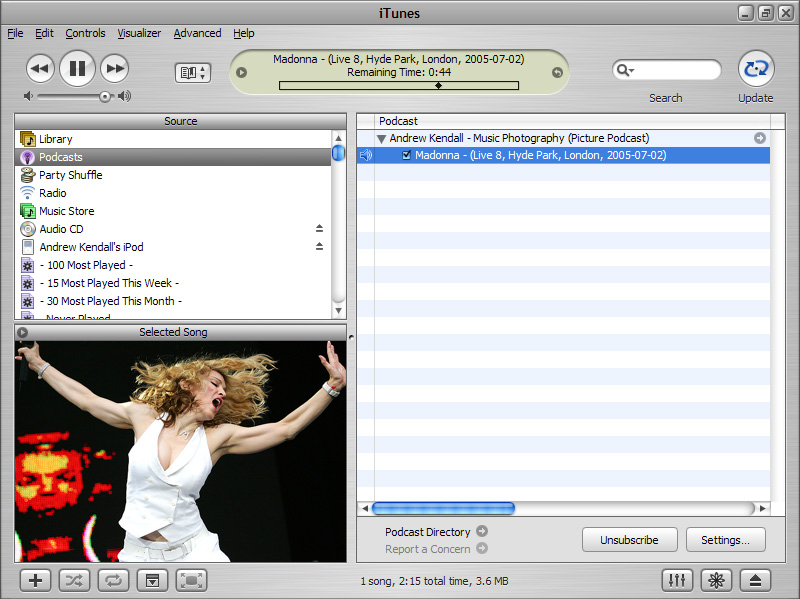 iTunes
File Edit Controls Visualizer Advanced Help
Madonna - (Live 8, Hyde Park, London, 2005-07-02)
Remaining Time: 0:44
Search
Update
Source
Library
Podcasts
Party Shuffle
Radio
Music Store
Audio CD
Andrew Kendall's iPod
- 100 Most Played -
- 15 Most Played This Week -
- 30 Most Played This Month -
- Never Played
Selected Song
Podcast
Andrew Kendall - Music Photography (Picture Podcast)
Madonna - (Live 8, Hyde Park, London, 2005-07-02)
Podcast Directory
Report a Concern
Unsubscribe
Settings...
1 song, 2:15 total time, 3.6 MB